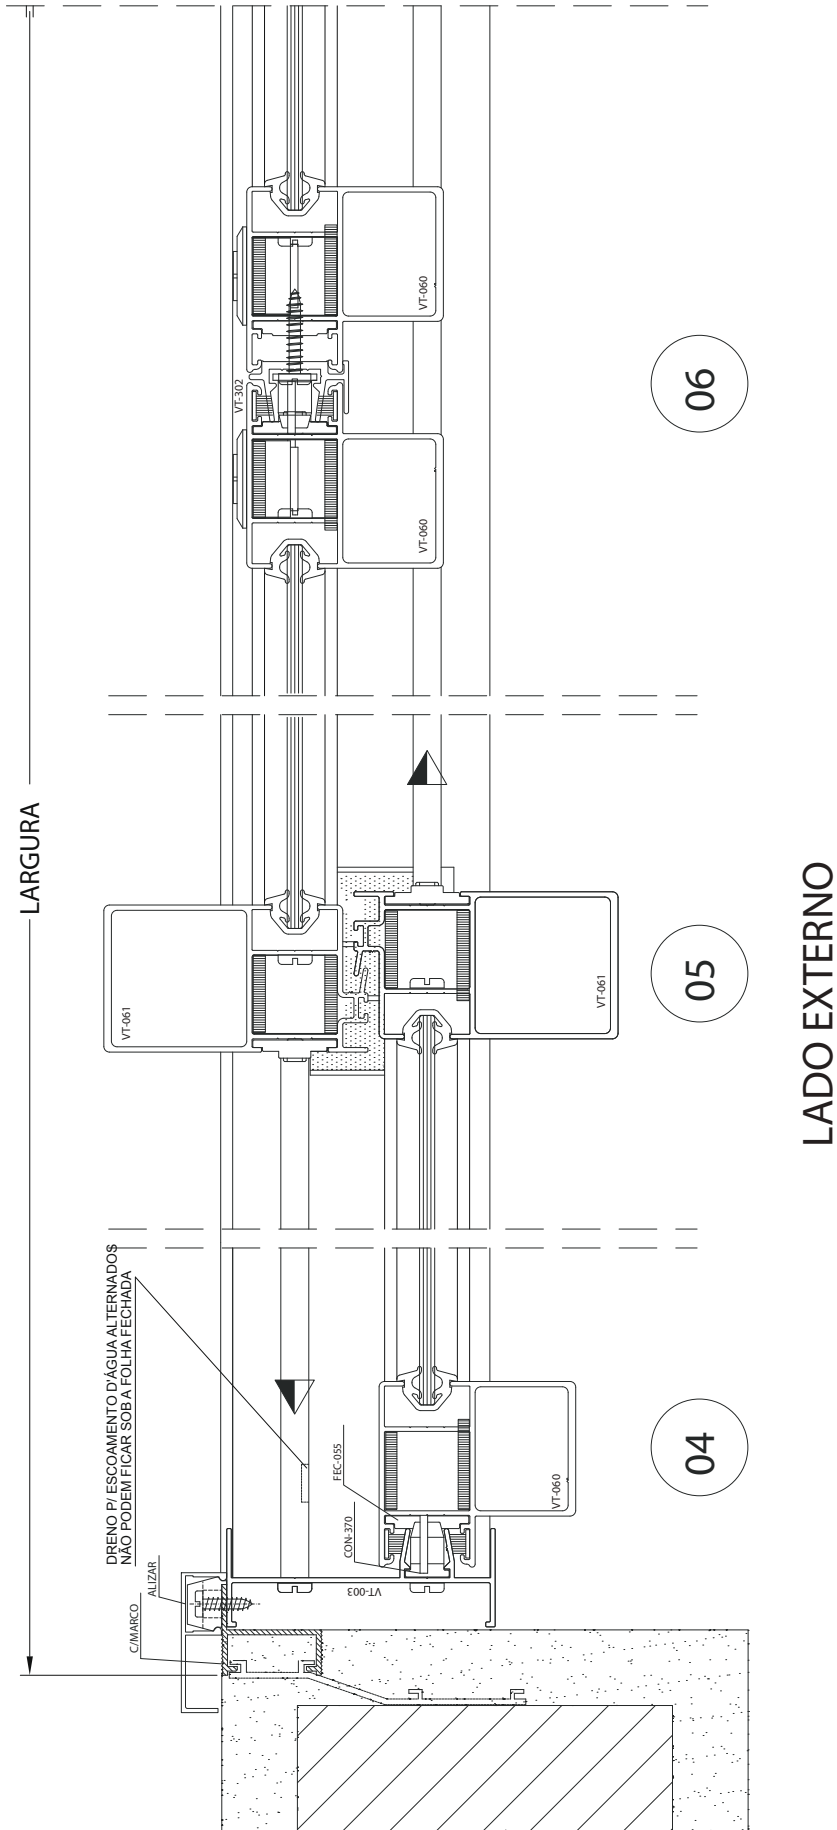 LARGURA
VT-060
VT-302
VT-060
06
VT-061
VT-061
05
LADO EXTERNO
DRENO P/ ESCOAMENTO D'ÁGUA ALTERNADOS
NÃO PODEM FICAR SOB A FOLHA FECHADA
FEC-055
CON-370
VT-060
04
VT-003
ALIZAR
C/MARCO